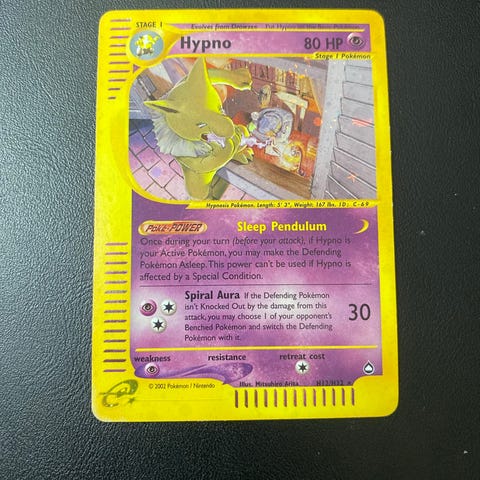 STAGE 1
Evolves from Drowzee Put Hypno on the Basic Pokémon
Hypno 80 HP
Stage 1 Pokémon
Hypnosis Pokémon. Length: 5' 3", Weight: 167 lbs. ID: C-69
POKé-POWER Sleep Pendulum
Once during your turn (before your attack), if Hypno is
your Active Pokémon, you may make the Defending
Pokémon Asleep. This power can't be used if Hypno is
affected by a Special Condition.
Spiral Aura If the Defending Pokémon
isn't Knocked Out by the damage from this
attack, you may choose 1 of your opponent's
Benched Pokémon and switch the Defending
Pokémon with it.
30
weakness resistance retreat cost
© 2002 Pokémon / Nintendo Illus. Mitsuhiro Arita H13/H32 ★